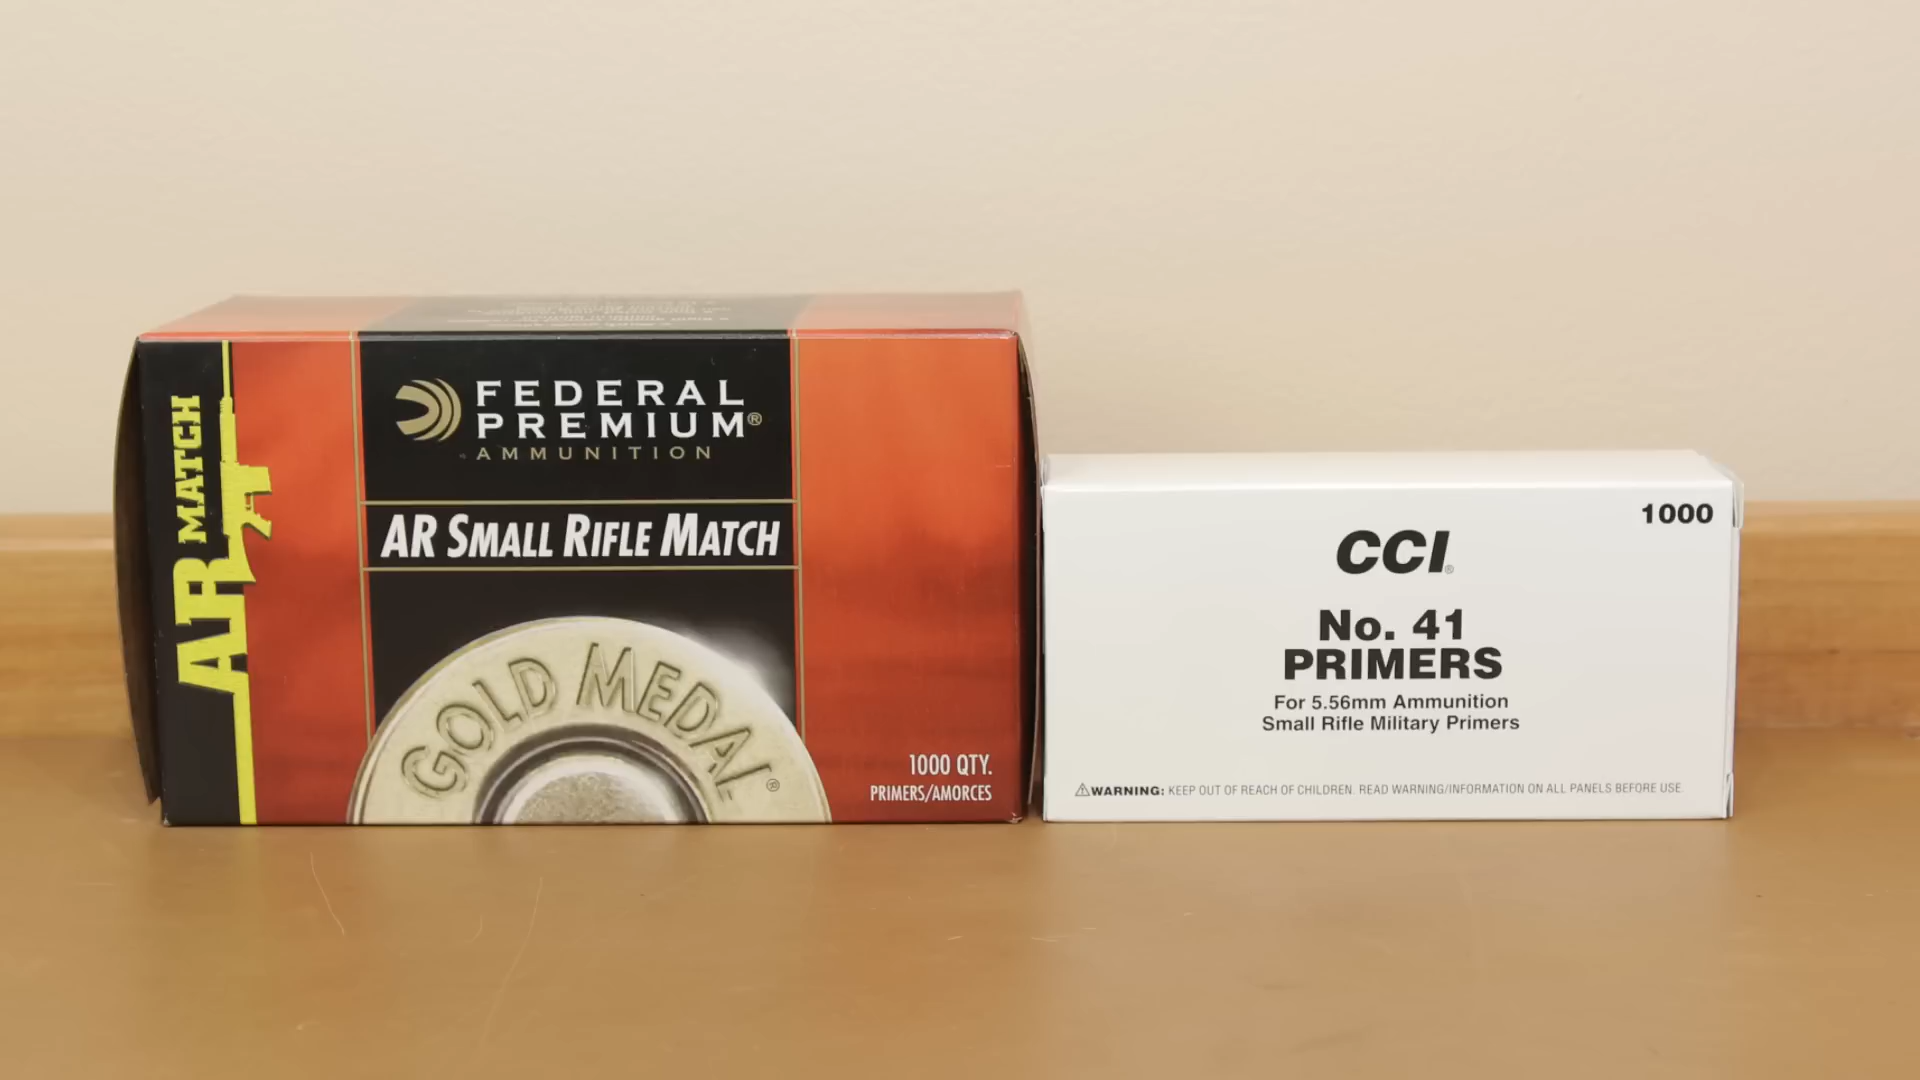 FEDERAL
PREMIUM®
AMMUNITION
AR MATCH
AR SMALL RIFLE MATCH
GOLD MEDAL®
1000 QTY.
PRIMERS/AMORCES
1000
CCI®
No. 41
PRIMERS
For 5.56mm Ammunition
Small Rifle Military Primers
⚠WARNING: KEEP OUT OF REACH OF CHILDREN. READ WARNING/INFORMATION ON ALL PANELS BEFORE USE.